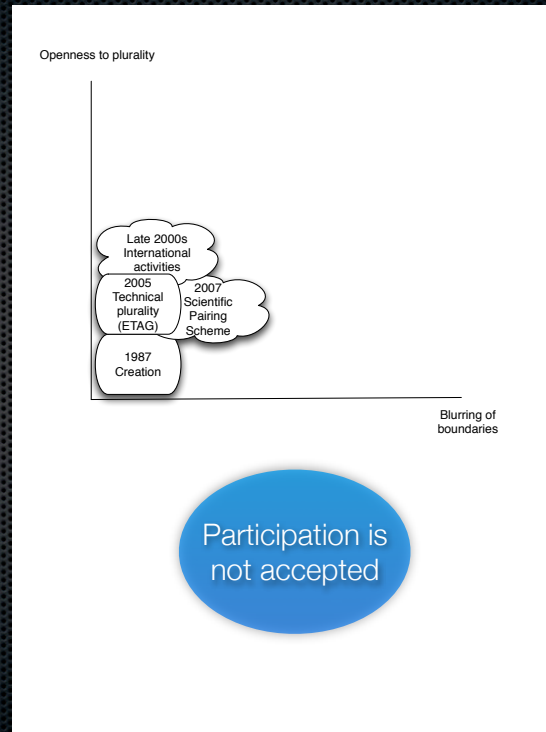 Openness to plurality
Late 2000s
International
activities
2005
Technical
plurality
(ETAG)
2007
Scientific
Pairing
Scheme
1987
Creation
Blurring of
boundaries
Participation is
not accepted